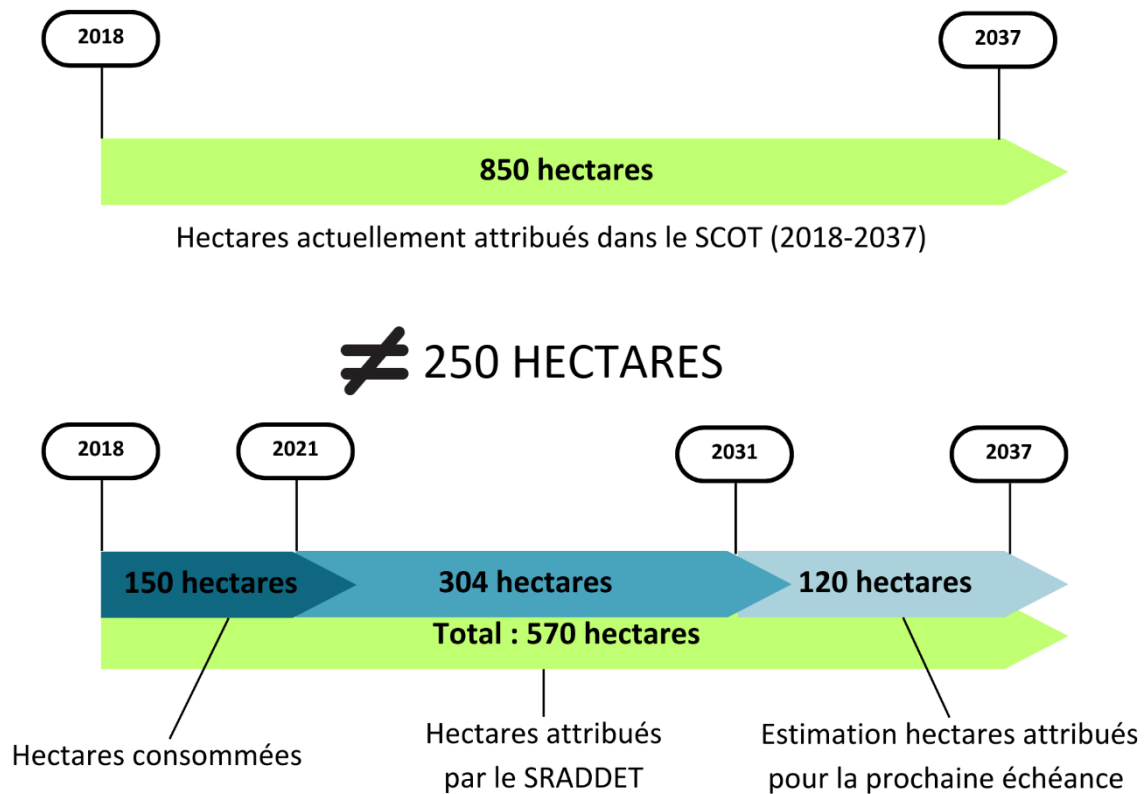 2018
2037
850 hectares
Hectares actuellement attribués dans le SCOT (2018-2037)
≠ 250 HECTARES
2018
2021
2031
2037
150 hectares
304 hectares
120 hectares
Total : 570 hectares
Hectares consommées
Hectares attribués
par le SRADDET
Estimation hectares attribués
pour la prochaine échéance